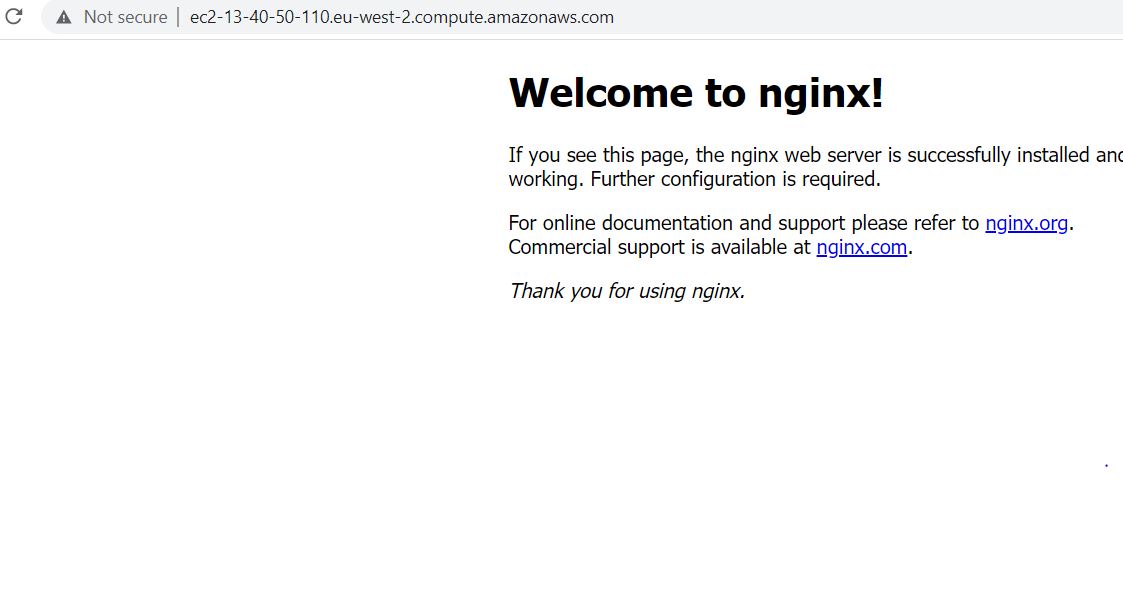 Not secure | ec2-13-40-50-110.eu-west-2.compute.amazonaws.com
Welcome to nginx!
If you see this page, the nginx web server is successfully installed and
working. Further configuration is required.
For online documentation and support please refer to nginx.org.
Commercial support is available at nginx.com.
Thank you for using nginx.